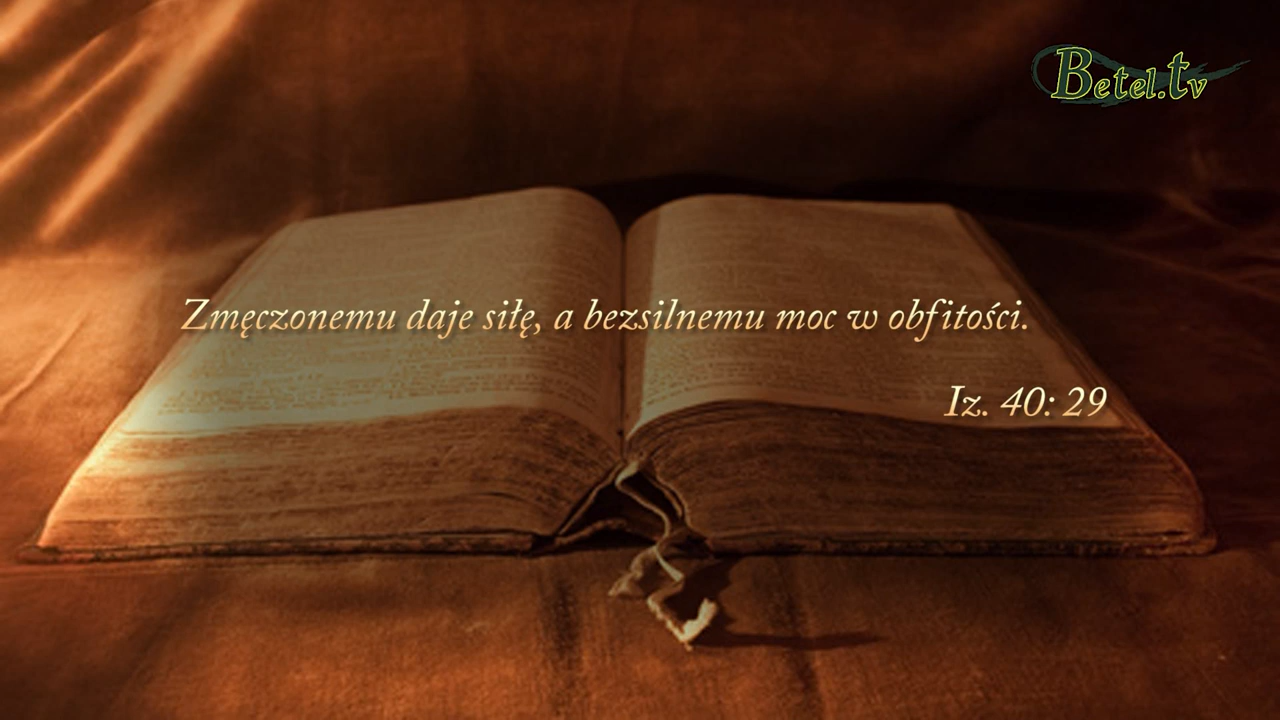 Betel.tv
Zmęczonemu daje siłę, a bezsilnemu moc w obfitości.
Iz. 40: 29